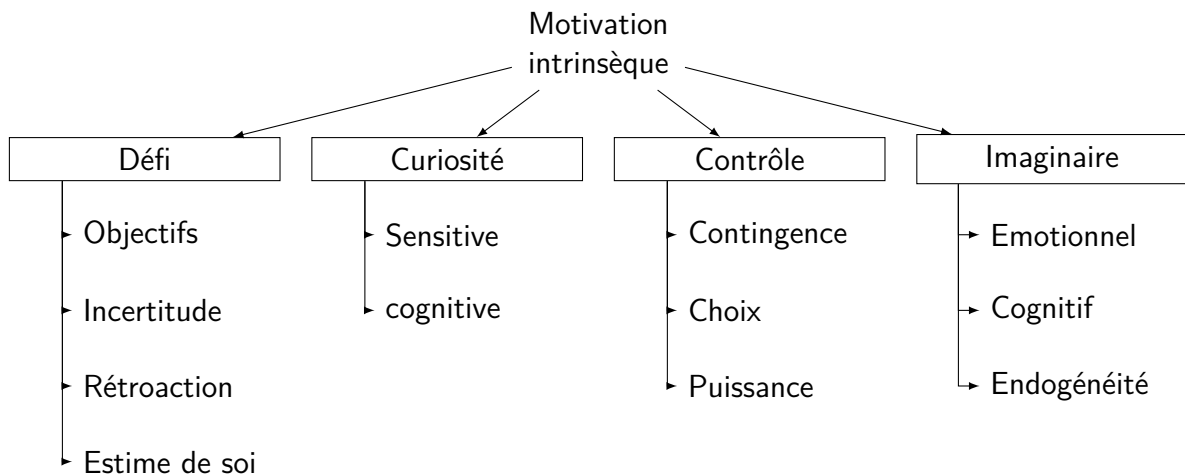 Motivation
intrinsèque
Défi
Curiosité
Contrôle
Imaginaire
Objectifs
Sensitive
Contingence
Emotionnel
Incertitude
cognitive
Choix
Cognitif
Rétroaction
Puissance
Endogénéité
Estime de soi